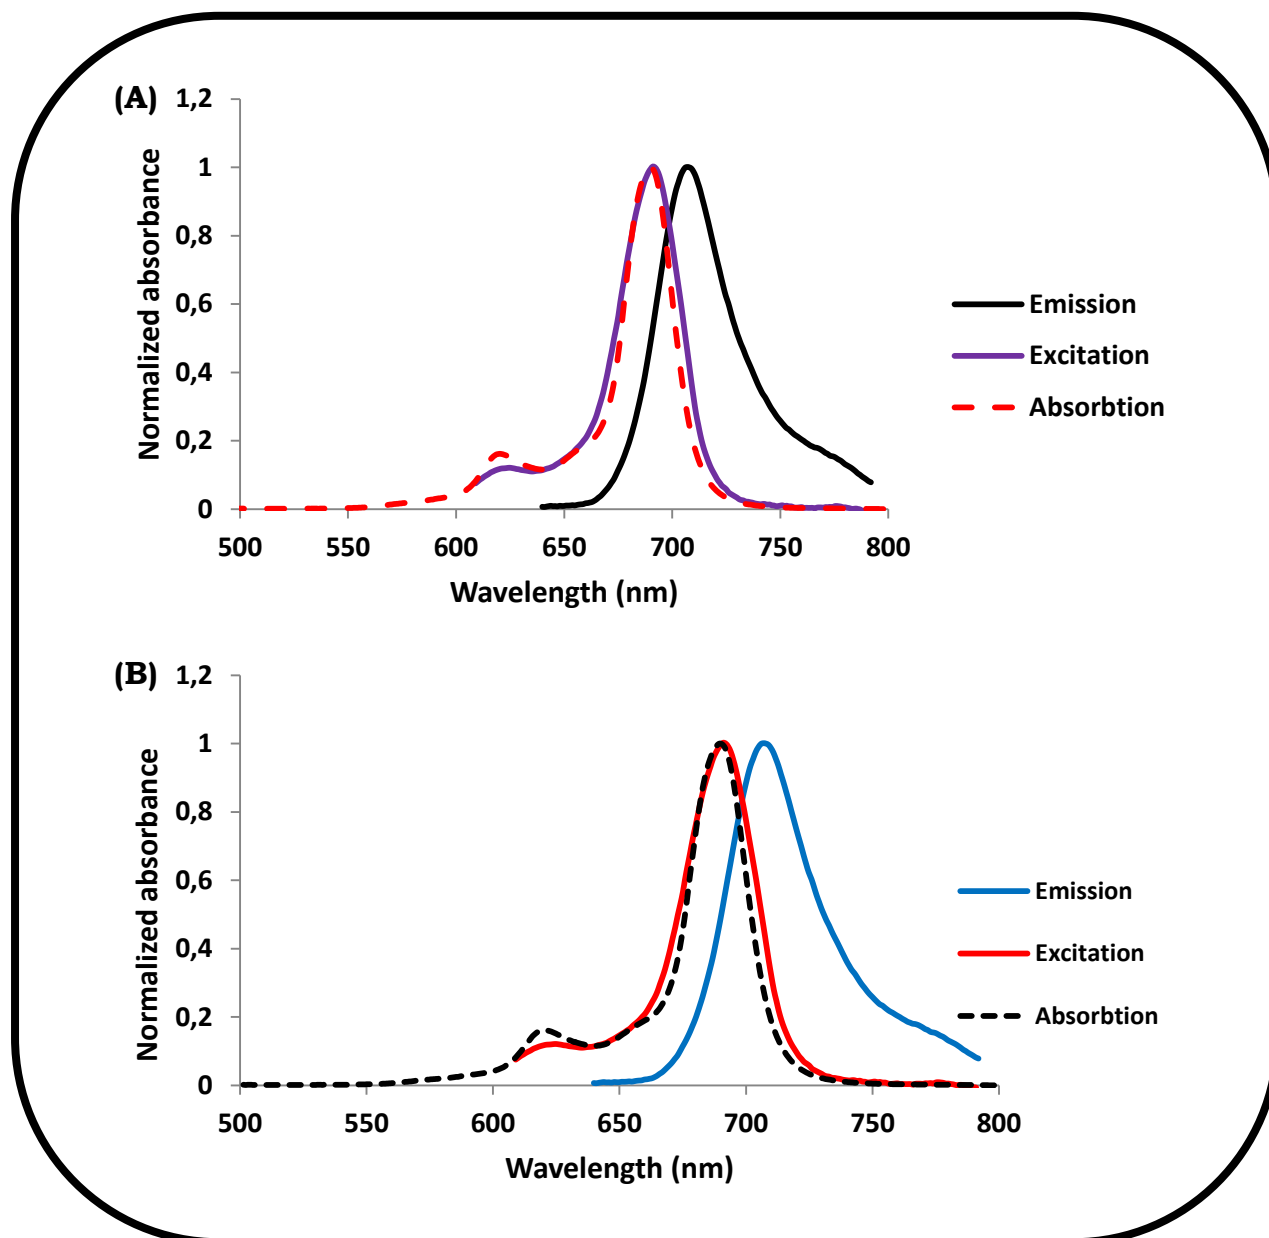 (A)
1,2
1
0,8
0,6
0,4
0,2
0
Normalized absorbance
500 550 600 650 700 750 800
Wavelength (nm)
Emission
Excitation
Absorbtion
(B)
1,2
1
0,8
0,6
0,4
0,2
0
Normalized absorbance
500 550 600 650 700 750 800
Wavelength (nm)
Emission
Excitation
Absorbtion